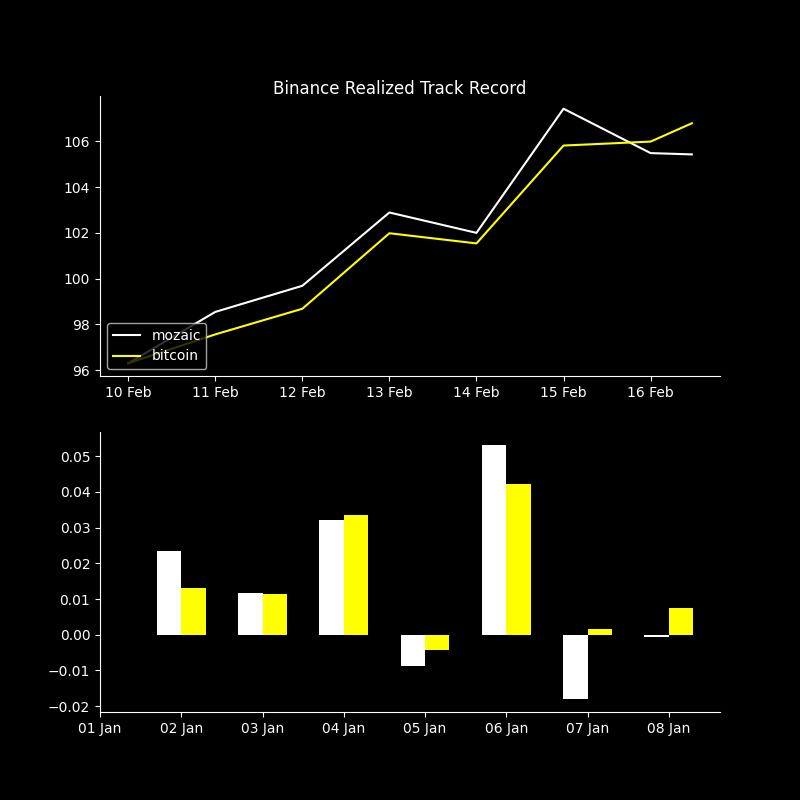 Binance Realized Track Record
106
104
102
100
98
96
mozaic
bitcoin
10 Feb 11 Feb 12 Feb 13 Feb 14 Feb 15 Feb 16 Feb
0.05
0.04
0.03
0.02
0.01
0.00
−0.01
−0.02
01 Jan 02 Jan 03 Jan 04 Jan 05 Jan 06 Jan 07 Jan 08 Jan